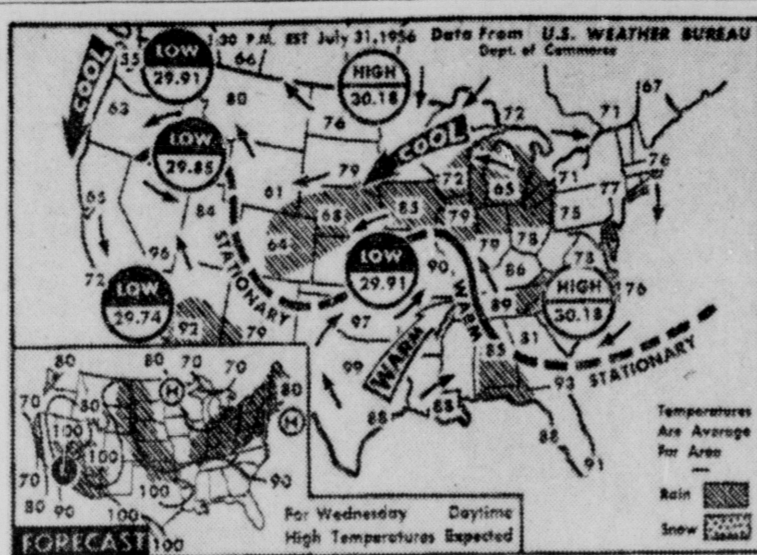 1:30 P.M. EST July 31, 1956 Data From U.S. WEATHER BUREAU
Dept. of Commerce
LOW
29.91
66
HIGH
30.18
67
55
COOL
63
80
76
COOL
72
71
LOW
29.85
79
72
65
71
76
77
61
65
84
68
85
79
75
64
79
78
96
STATIONARY
LOW
29.91
90
86
73
72
LOW
29.74
WARM
89
HIGH
30.18
76
92
79
97
81
STATIONARY
99
WARM
85
93
88
88
88
91
Temperatures
Are Average
For Area
Rain
Snow
80
80
70
70
80
70
80
H
H
100
100
100
L
70
80
90
100
100
100
90
FORECAST
For Wednesday Daytime
High Temperatures Expected